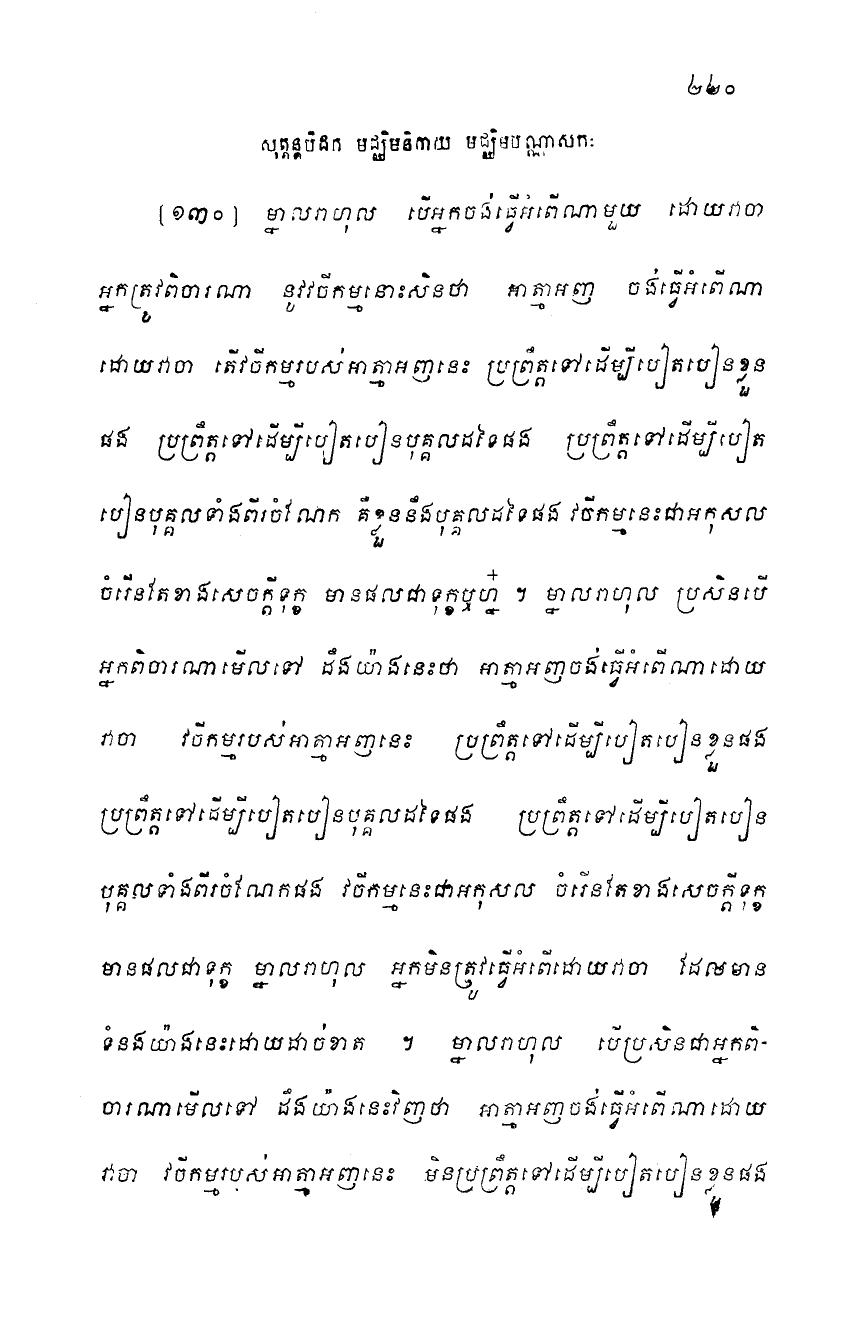 ២២០
សុត្តន្តបិដក មជ្ឈិមនិកាយ មជ្ឈិមបណ្ណាសកៈ
[១៣០] ម្នាលរាហុល បើអ្នកចង់ធ្វើអំពើណាមួយ ដោយវាចា
អ្នកត្រូវពិចារណា នូវវចីកម្មនោះសិនថា អាត្មាអញ ចង់ធ្វើអំពើណា
ដោយវាចា តើវចីកម្មរបស់អាត្មាអញនេះ ប្រព្រឹត្តទៅដើម្បីបៀតបៀនខ្លួន
ផង ប្រព្រឹត្តទៅដើម្បីបៀតបៀនបុគ្គលដទៃផង ប្រព្រឹត្តទៅដើម្បីបៀត
បៀនបុគ្គលទាំងពីរចំណែក គឺខ្លួននឹងបុគ្គលដទៃផង វចីកម្មនេះជាអកុសល
ចំរើនតែខាងសេចក្តីទុក្ខ មានផលជាទុក្ខឬហ្ន៎ ។ ម្នាលរាហុល ប្រសិនបើ
អ្នកពិចារណាមើលទៅ ដឹងយ៉ាងនេះថា អាត្មាអញចង់ធ្វើអំពើណាដោយ
វាចា វចីកម្មរបស់អាត្មាអញនេះ ប្រព្រឹត្តទៅដើម្បីបៀតបៀនខ្លួនផង
ប្រព្រឹត្តទៅដើម្បីបៀតបៀនបុគ្គលដទៃផង ប្រព្រឹត្តទៅដើម្បីបៀតបៀន
បុគ្គលទាំងពីរចំណែកផង វចីកម្មនេះជាអកុសល ចំរើនតែខាងសេចក្តីទុក្ខ
មានផលជាទុក្ខ ម្នាលរាហុល អ្នកមិនត្រូវធ្វើអំពើដោយវាចា ដែលមាន
ទំនងយ៉ាងនេះដោយដាច់ខាត ។ ម្នាលរាហុល បើប្រសិនជាអ្នកពិ-
ចារណាមើលទៅ ដឹងយ៉ាងនេះវិញថា អាត្មាអញចង់ធ្វើអំពើណាដោយ
វាចា វចីកម្មរបស់អាត្មាអញនេះ មិនប្រព្រឹត្តទៅដើម្បីបៀតបៀនខ្លួនផង